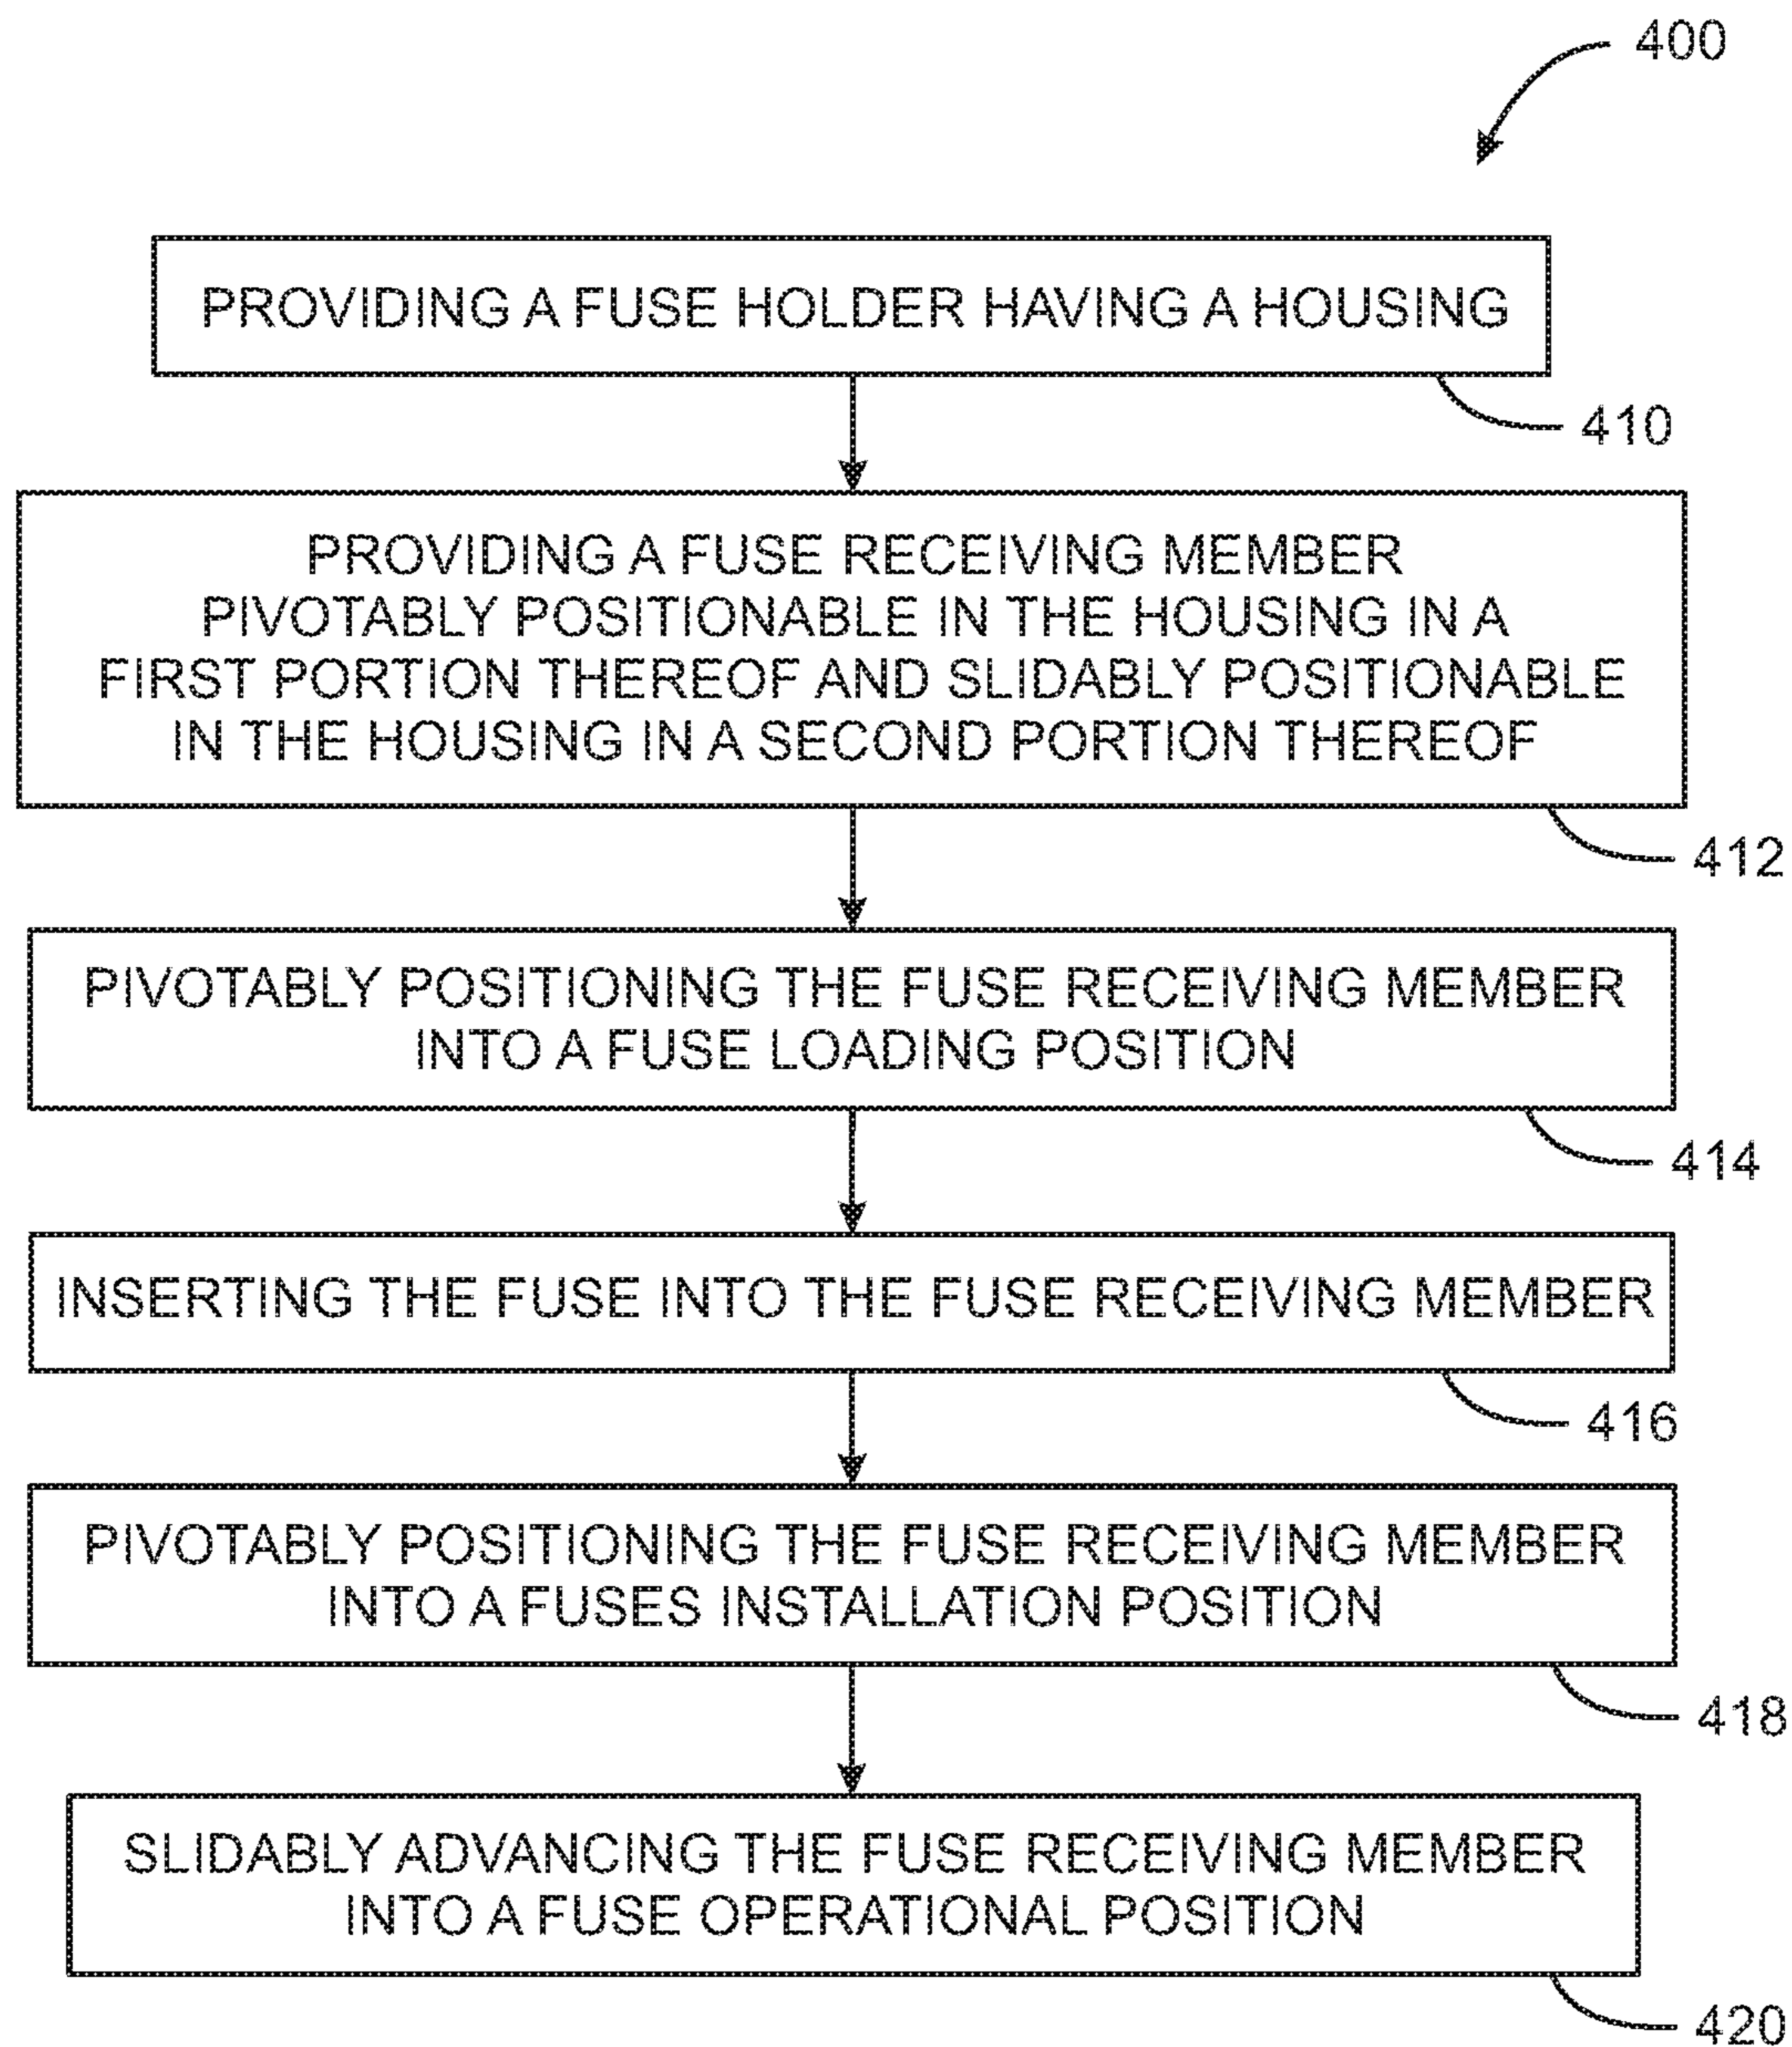 400
PROVIDING A FUSE HOLDER HAVING A HOUSING
410
PROVIDING A FUSE RECEIVING MEMBER
PIVOTABLY POSITIONABLE IN THE HOUSING IN A
FIRST PORTION THEREOF AND SLIDABLY POSITIONABLE
IN THE HOUSING IN A SECOND PORTION THEREOF
412
PIVOTABLY POSITIONING THE FUSE RECEIVING MEMBER
INTO A FUSE LOADING POSITION
414
INSERTING THE FUSE INTO THE FUSE RECEIVING MEMBER
416
PIVOTABLY POSITIONING THE FUSE RECEIVING MEMBER
INTO A FUSES INSTALLATION POSITION
418
SLIDABLY ADVANCING THE FUSE RECEIVING MEMBER
INTO A FUSE OPERATIONAL POSITION
420